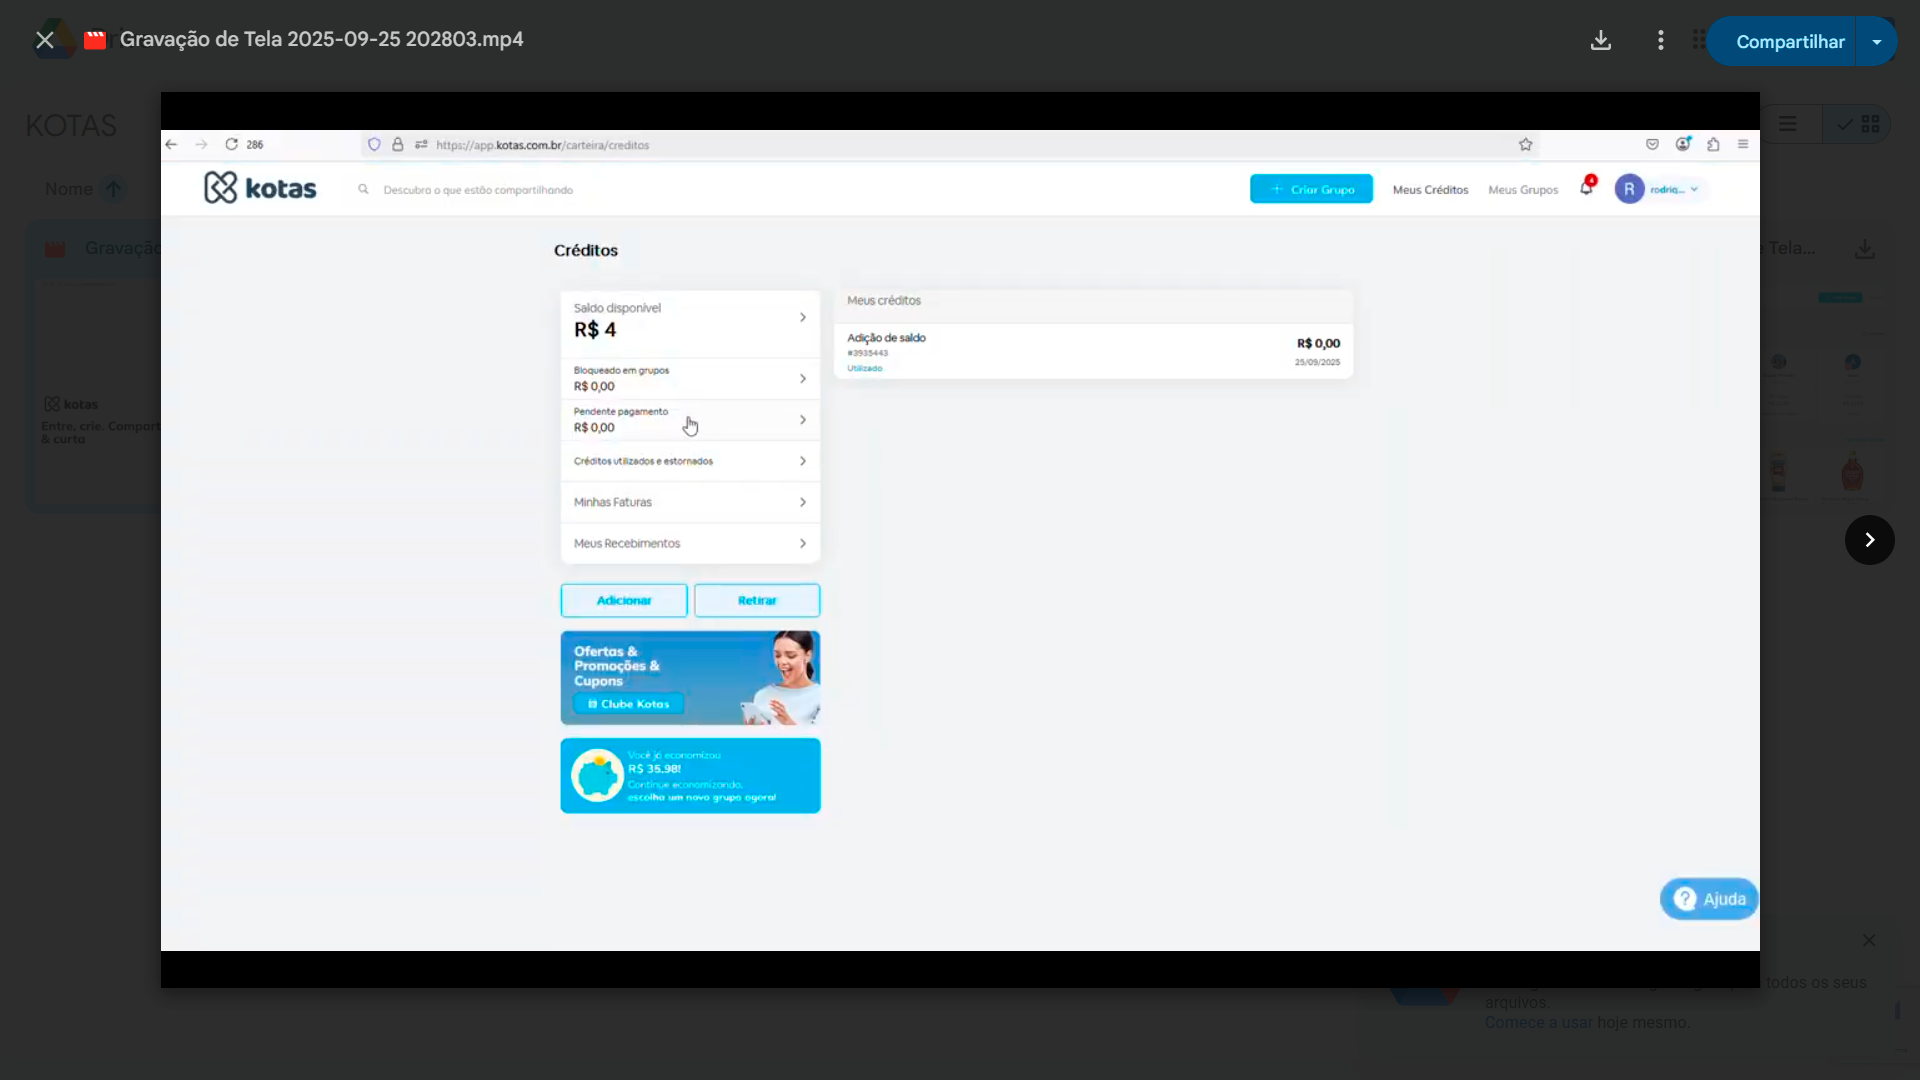 Gravação de Tela 2025-09-25 202803.mp4
Compartilhar
KOTAS
Nome
Gravação
Tela...
kotas
Entre, crie. Compart
& curta
286
https://app.kotas.com.br/carteira/creditos
kotas
Descubra o que estão compartilhando
+ Criar Grupo
Meus Créditos
Meus Grupos
4
R
rodrig...
Créditos
Saldo disponível
R$ 4
Bloqueado em grupos
R$ 0,00
Pendente pagamento
R$ 0,00
Créditos utilizados e estornados
Minhas Faturas
Meus Recebimentos
Adicionar
Retirar
Ofertas &
Promoções &
Cupons
Clube Kotas
Você já economizou
R$ 35.98!
Continue economizando,
escolha um novo grupo agora!
Meus créditos
Adição de saldo
R$ 0,00
#3935443
25/09/2025
Utilizado
? Ajuda
todos os seus
arquivos.
Comece a usar hoje mesmo.